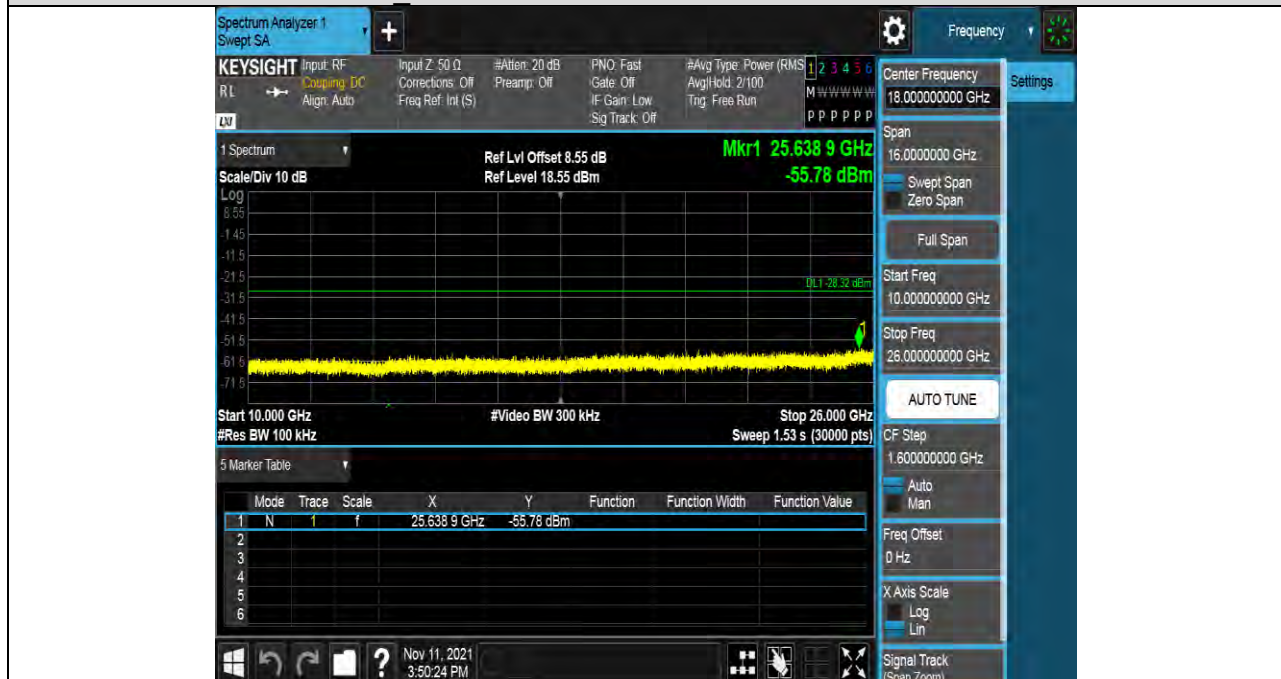 Spectrum Analyzer 1
Swept SA
+
Frequency
KEYSIGHT
Input: RF
Coupling: DC
Align: Auto
RL
LXI
Input Z: 50 Ω
Corrections: Off
Freq Ref: Int (S)
#Atten: 20 dB
Preamp: Off
PNO: Fast
Gate: Off
IF Gain: Low
Sig Track: Off
#Avg Type: Power (RMS
Avg|Hold: 2/100
Trig: Free Run
1 2 3 4 5 6
M W W W W W
P P P P P P
1 Spectrum
Scale/Div 10 dB
Ref Lvl Offset 8.55 dB
Ref Level 18.55 dBm
Mkr1 25.638 9 GHz
-55.78 dBm
Log
8.55
-1.45
-11.5
-21.5
-31.5
-41.5
-51.5
-61.5
-71.5
DL1 -28.32 dBm
1
Start 10.000 GHz
#Video BW 300 kHz
Stop 26.000 GHz
#Res BW 100 kHz
Sweep 1.53 s (30000 pts)
5 Marker Table
Mode Trace Scale X Y Function Function Width Function Value
1 N 1 f 25.638 9 GHz -55.78 dBm
2
3
4
5
6
?
Nov 11, 2021
3:50:24 PM
Center Frequency
18.000000000 GHz
Settings
Span
16.0000000 GHz
Swept Span
Zero Span
Full Span
Start Freq
10.000000000 GHz
Stop Freq
26.000000000 GHz
AUTO TUNE
CF Step
1.600000000 GHz
Auto
Man
Freq Offset
0 Hz
X Axis Scale
Log
Lin
Signal Track
(Span Zoom)